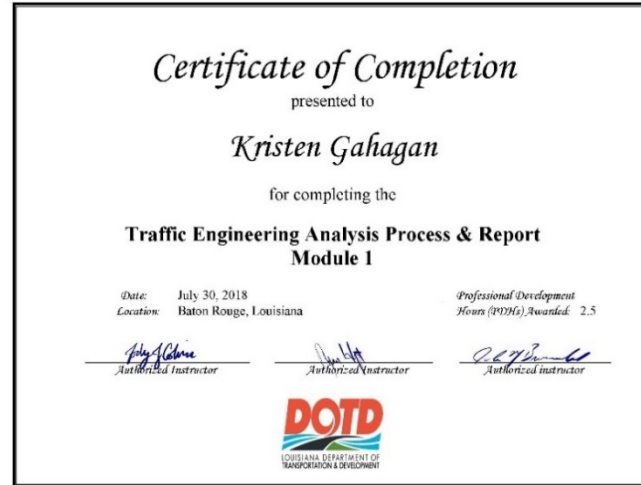 Certificate of Completion
presented to
Kristen Gahagan
for completing the
Traffic Engineering Analysis Process & Report
Module 1
Date: July 30, 2018
Location: Baton Rouge, Louisiana
Professional Development
Hours (PDHs) Awarded: 2.5
Authorized Instructor
Authorized Instructor
Authorized instructor
DOTD
LOUISIANA DEPARTMENT OF
TRANSPORTATION & DEVELOPMENT